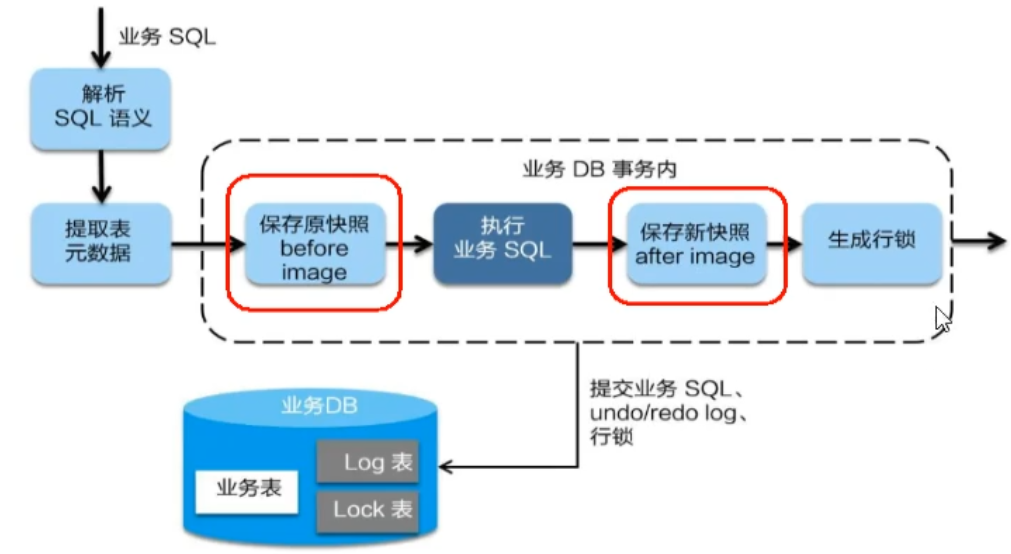 业务 SQL
解析
SQL 语义
业务 DB 事务内
提取表
元数据
保存原快照
before
image
执行
业务 SQL
保存新快照
after image
生成行锁
提交业务 SQL、
undo/redo log、
行锁
业务DB
业务表
Log 表
Lock 表